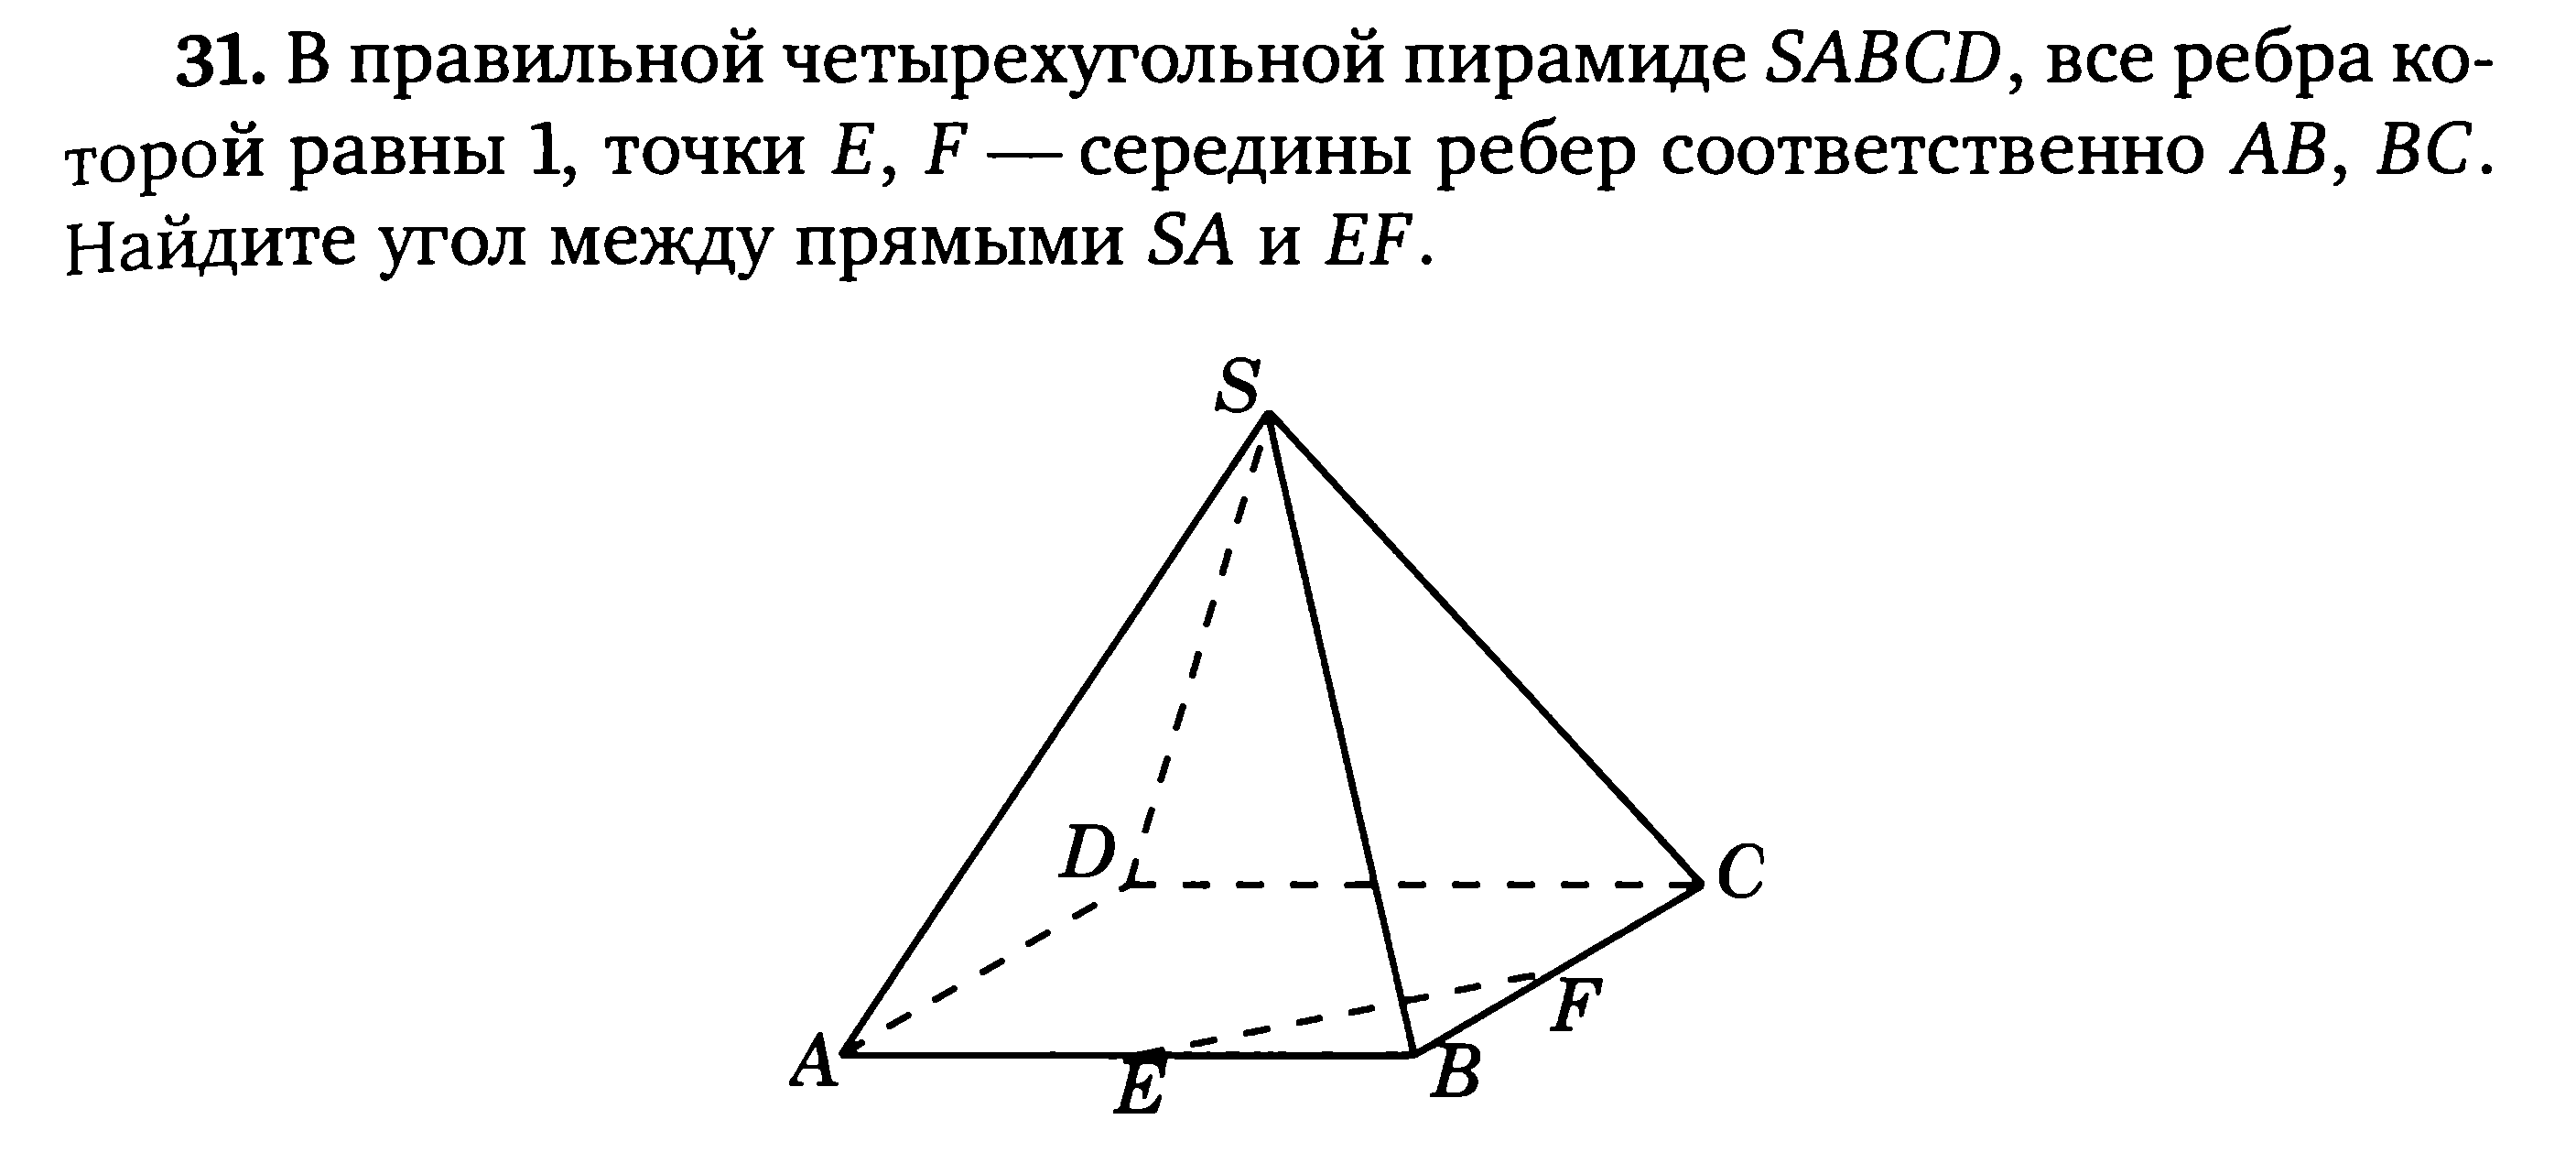 31. В правильной четырехугольной пирамиде SABCD, все ребра ко-
торой равны 1, точки E, F — середины ребер соответственно AB, BC.
Найдите угол между прямыми SA и EF.
S
D
C
F
A
E
B